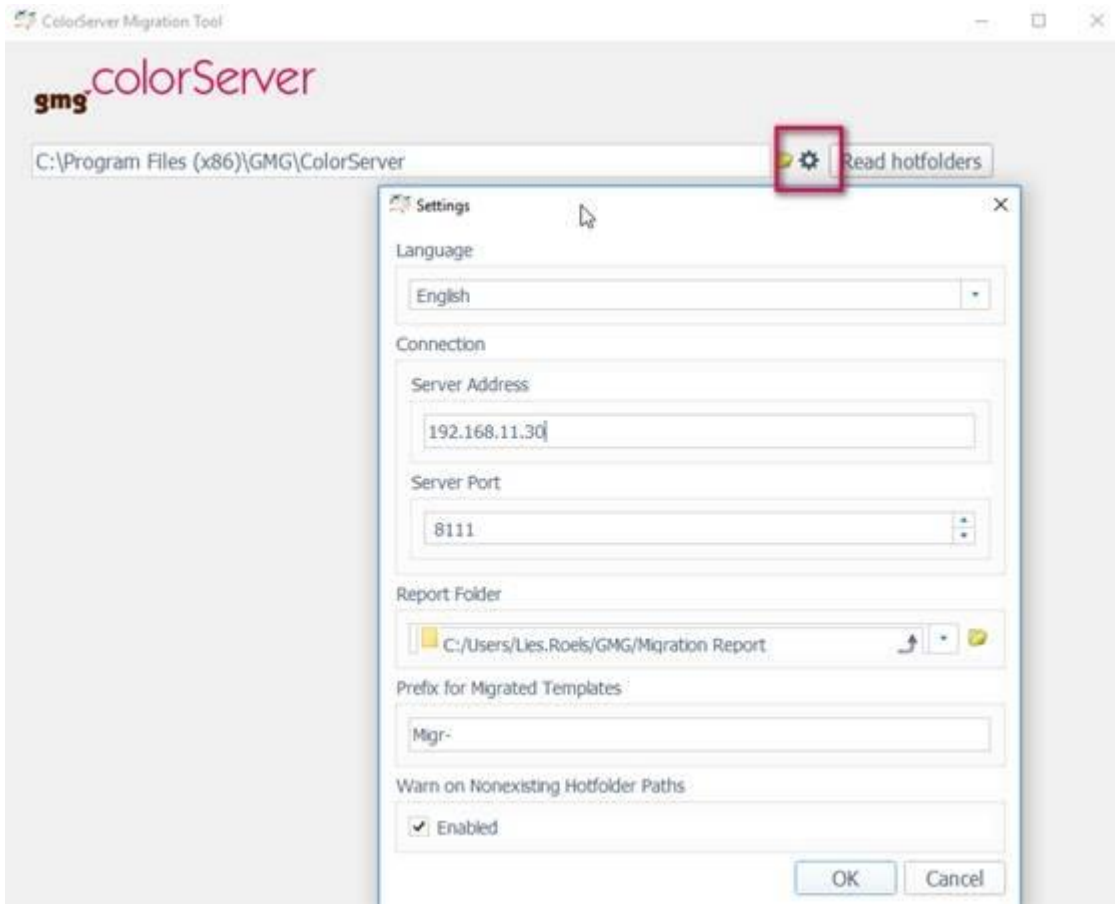 ColorServer Migration Tool
gmg colorServer
C:\Program Files (x86)\GMG\ColorServer
Read hotfolders
Settings
Language
English
Connection
Server Address
192.168.11.30
Server Port
8111
Report Folder
C:/Users/Lies.Roels/GMG/Migration Report
Prefix for Migrated Templates
Migr-
Warn on Nonexisting Hotfolder Paths
Enabled
OK Cancel